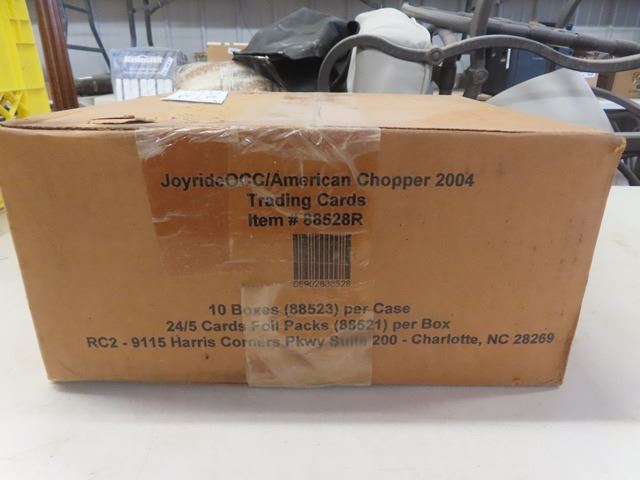 JoyrideOCC/American Chopper 2004
Trading Cards
Item # 88528R
10 Boxes (88523) per Case
24/5 Cards Foil Packs (88521) per Box
RC2 - 9115 Harris Corners Pkwy Suite 200 - Charlotte, NC 28269